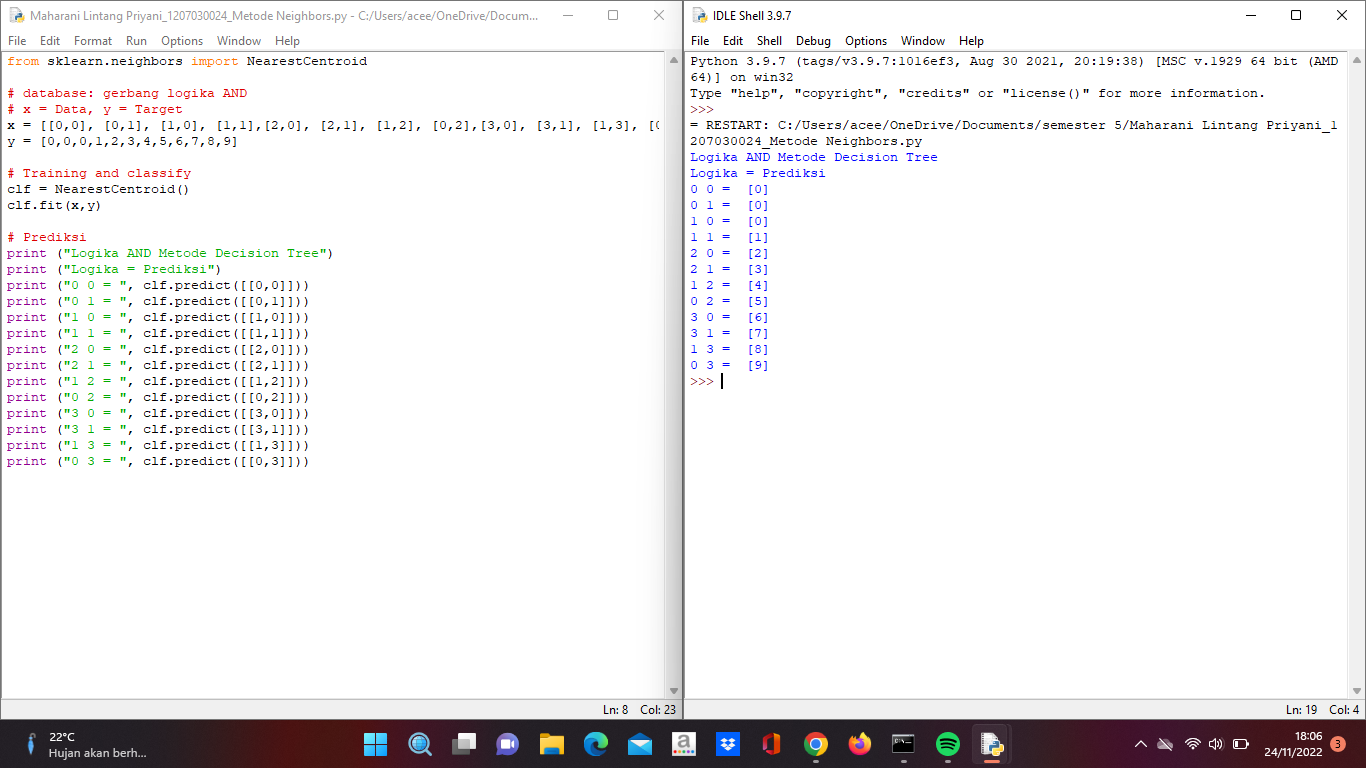 Maharani Lintang Priyani_1207030024_Metode Neighbors.py - C:/Users/acee/OneDrive/Docum...
File Edit Format Run Options Window Help
from sklearn.neighbors import NearestCentroid
# database: gerbang logika AND
# x = Data, y = Target
x = [[0,0], [0,1], [1,0], [1,1],[2,0], [2,1], [1,2], [0,2],[3,0], [3,1], [1,3], [0
y = [0,0,0,1,2,3,4,5,6,7,8,9]
# Training and classify
clf = NearestCentroid()
clf.fit(x,y)
# Prediksi
print ("Logika AND Metode Decision Tree")
print ("Logika = Prediksi")
print ("0 0 = ", clf.predict([[0,0]]))
print ("0 1 = ", clf.predict([[0,1]]))
print ("1 0 = ", clf.predict([[1,0]]))
print ("1 1 = ", clf.predict([[1,1]]))
print ("2 0 = ", clf.predict([[2,0]]))
print ("2 1 = ", clf.predict([[2,1]]))
print ("1 2 = ", clf.predict([[1,2]]))
print ("0 2 = ", clf.predict([[0,2]]))
print ("3 0 = ", clf.predict([[3,0]]))
print ("3 1 = ", clf.predict([[3,1]]))
print ("1 3 = ", clf.predict([[1,3]]))
print ("0 3 = ", clf.predict([[0,3]]))
Ln: 8 Col: 23
IDLE Shell 3.9.7
File Edit Shell Debug Options Window Help
Python 3.9.7 (tags/v3.9.7:1016ef3, Aug 30 2021, 20:19:38) [MSC v.1929 64 bit (AMD
64)] on win32
Type "help", "copyright", "credits" or "license()" for more information.
>>>
= RESTART: C:/Users/acee/OneDrive/Documents/semester 5/Maharani Lintang Priyani_1
207030024_Metode Neighbors.py
Logika AND Metode Decision Tree
Logika = Prediksi
0 0 =  [0]
0 1 =  [0]
1 0 =  [0]
1 1 =  [1]
2 0 =  [2]
2 1 =  [3]
1 2 =  [4]
0 2 =  [5]
3 0 =  [6]
3 1 =  [7]
1 3 =  [8]
0 3 =  [9]
>>>
Ln: 19 Col: 4
22°C
Hujan akan berh...
a
18:06
24/11/2022
3